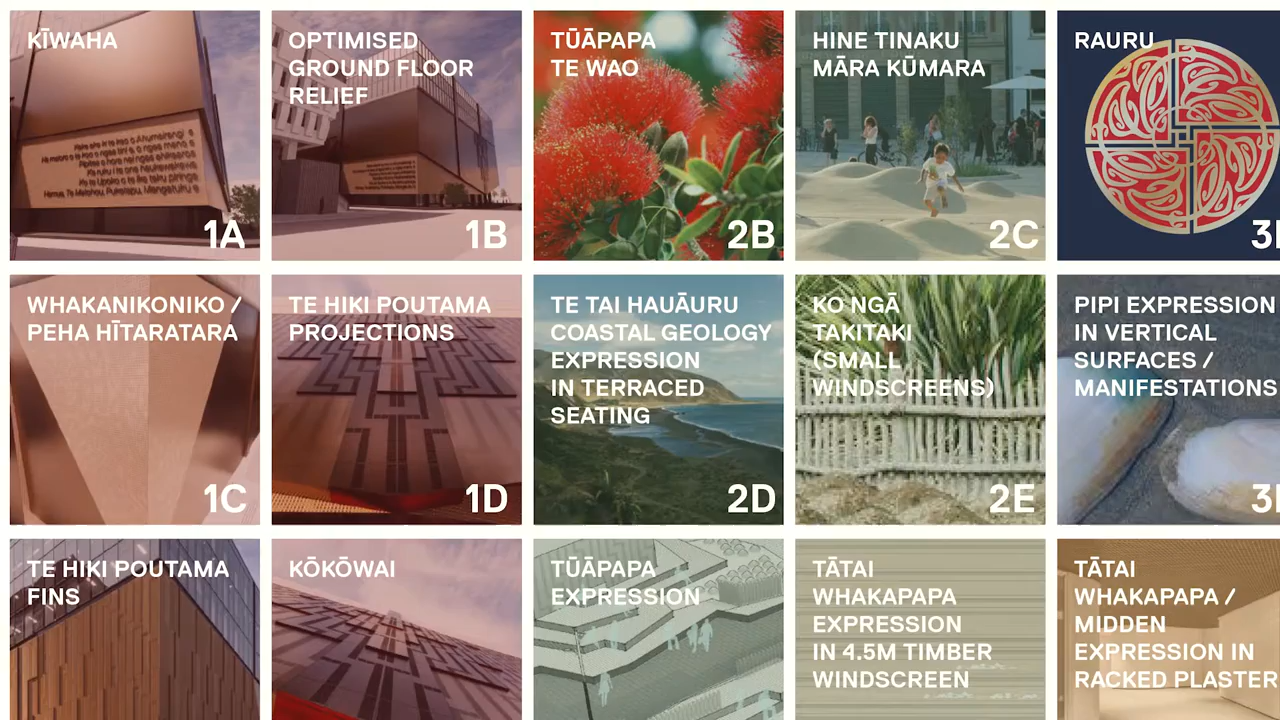 KĪWAHA
1A
OPTIMISED
GROUND FLOOR
RELIEF
1B
TŪĀPAPA
TE WAO
2B
HINE TINAKU
MĀRA KŪMARA
2C
RAURU
WHAKANIKONIKO /
PEHA HĪTARATARA
1C
TE HIKI POUTAMA
PROJECTIONS
1D
TE TAI HAUĀURU
COASTAL GEOLOGY
EXPRESSION
IN TERRACED
SEATING
2D
KO NGĀ
TAKITAKI
(SMALL
WINDSCREENS)
2E
PIPI EXPRESSION
IN VERTICAL
SURFACES /
MANIFESTATIONS
TE HIKI POUTAMA
FINS
KŌKŌWAI
TŪĀPAPA
EXPRESSION
TĀTAI
WHAKAPAPA
EXPRESSION
IN 4.5M TIMBER
WINDSCREEN
TĀTAI
WHAKAPAPA /
MIDDEN
EXPRESSION IN
RACKED PLASTER